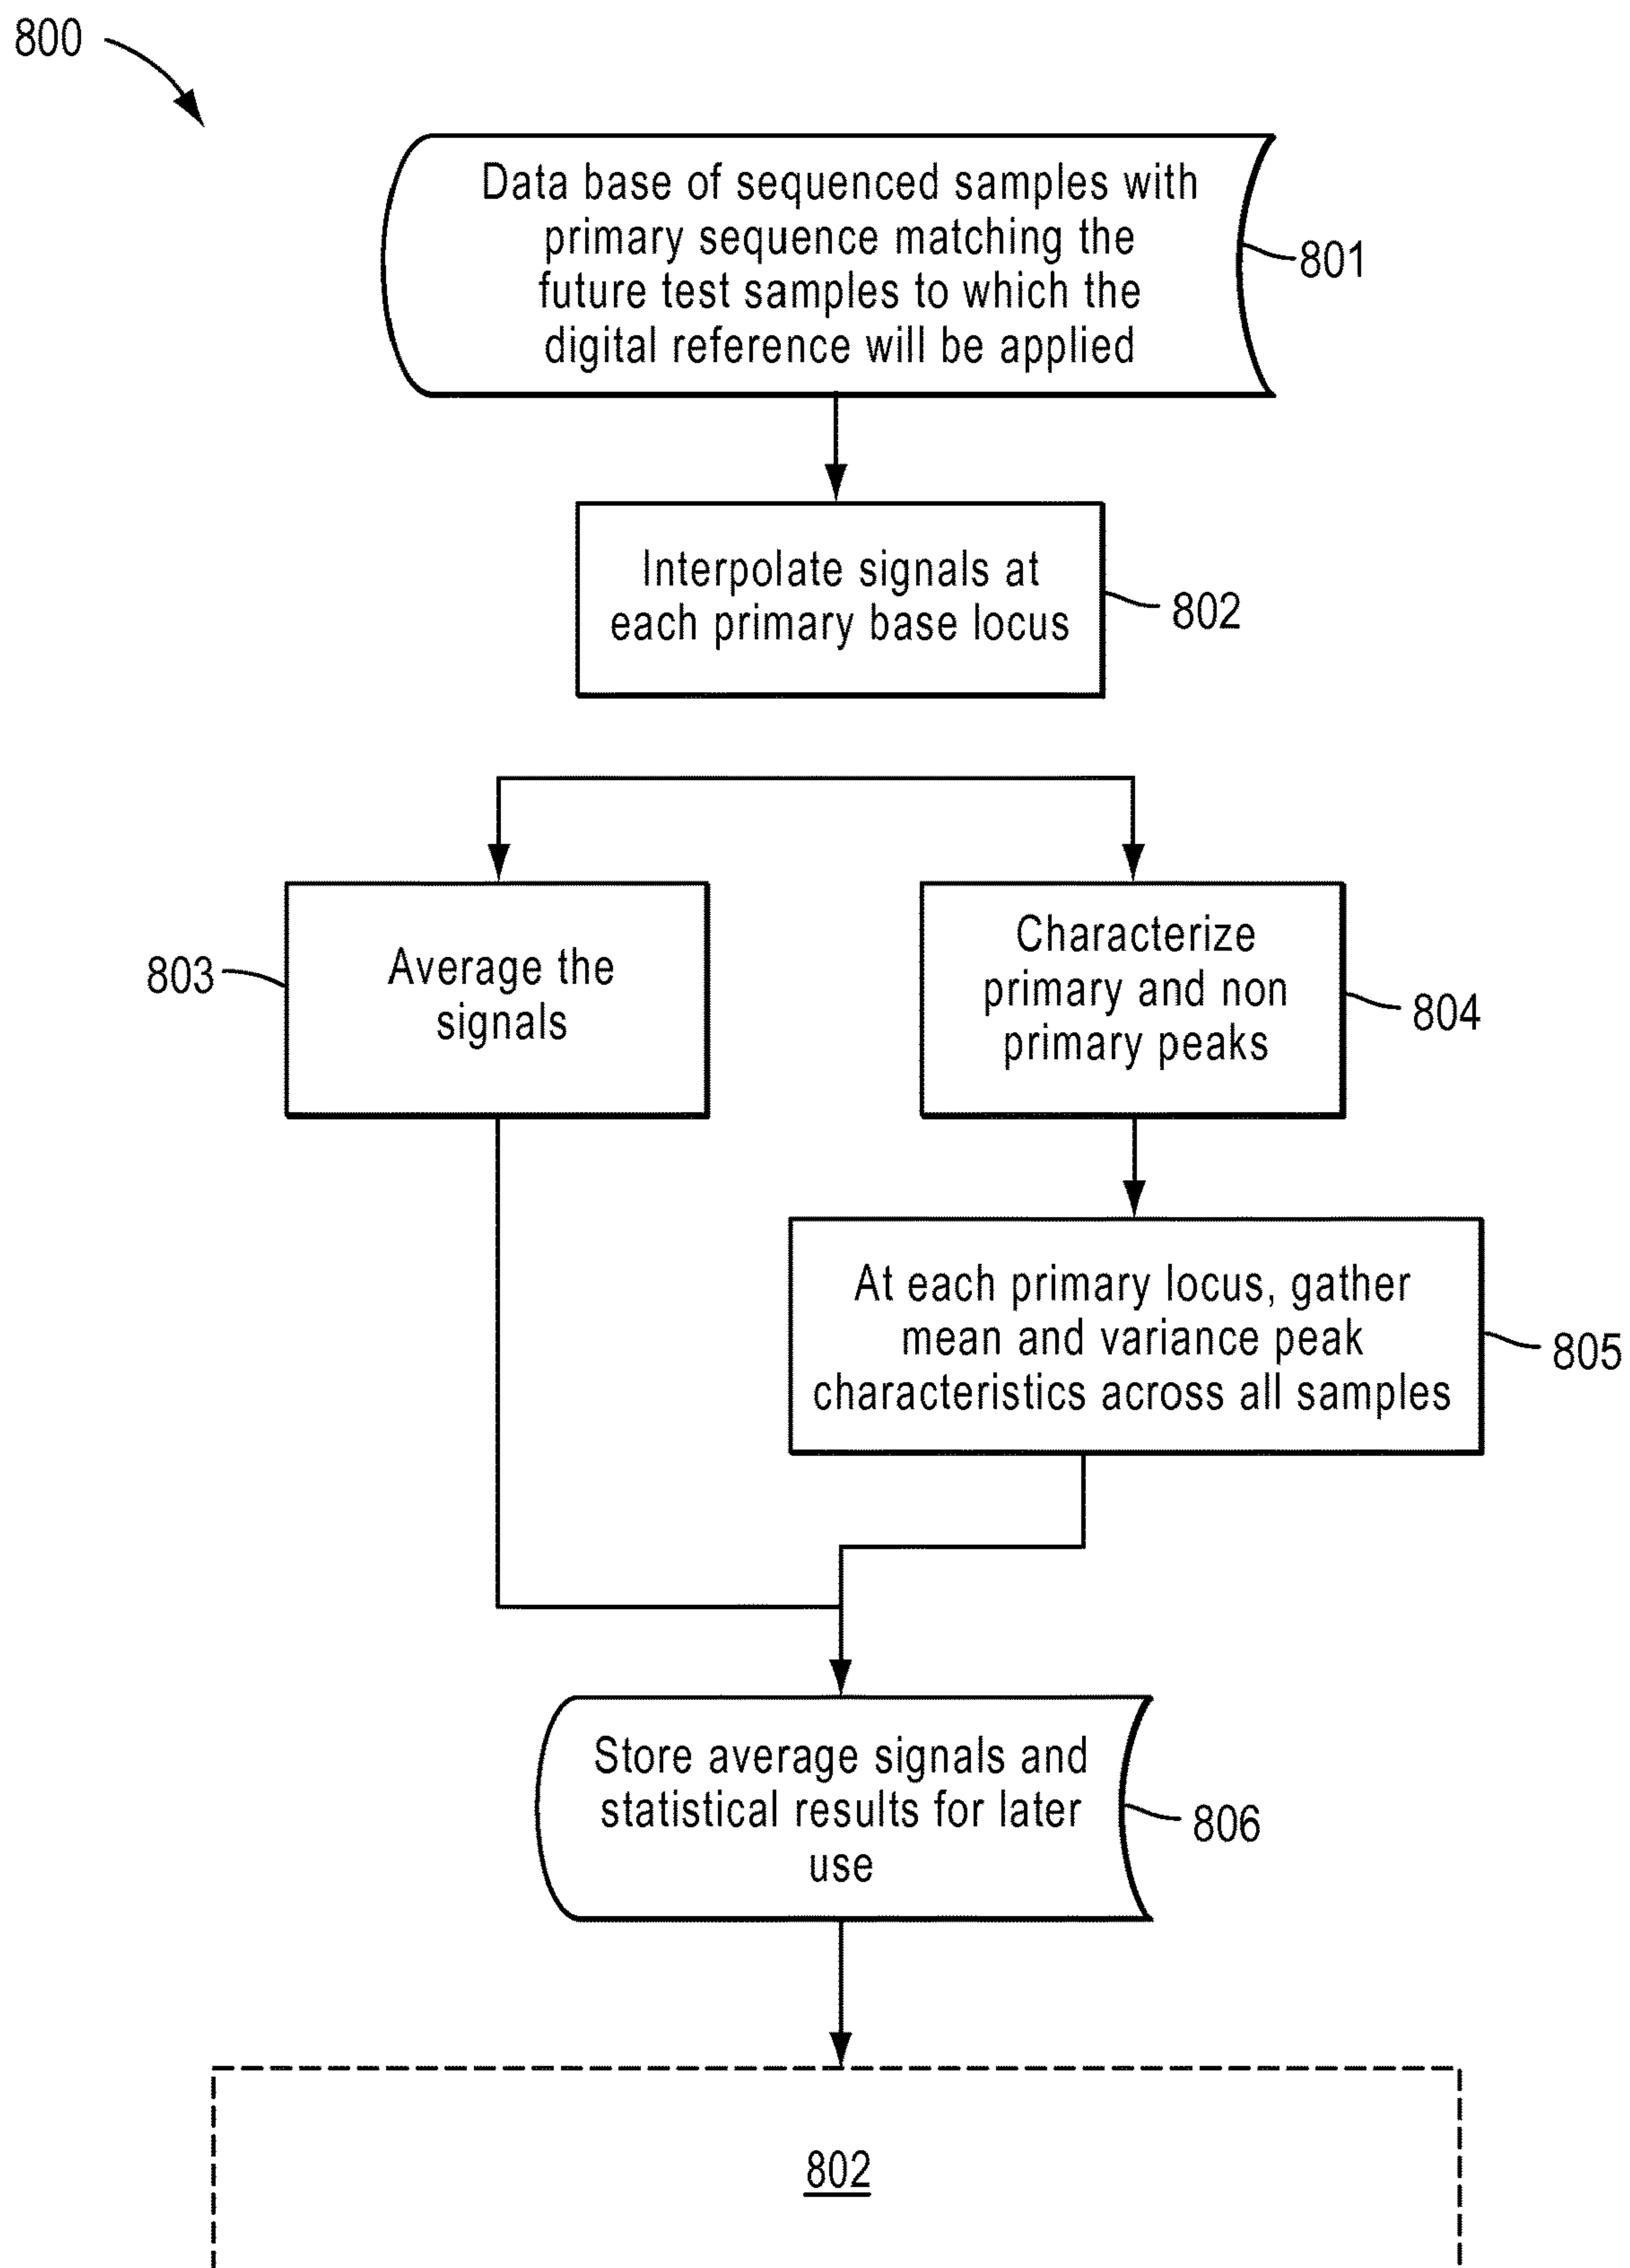 800
Data base of sequenced samples with
primary sequence matching the
future test samples to which the
digital reference will be applied
801
Interpolate signals at
each primary base locus
802
Average the
signals
803
Characterize
primary and non
primary peaks
804
At each primary locus, gather
mean and variance peak
characteristics across all samples
805
Store average signals and
statistical results for later
use
806
802